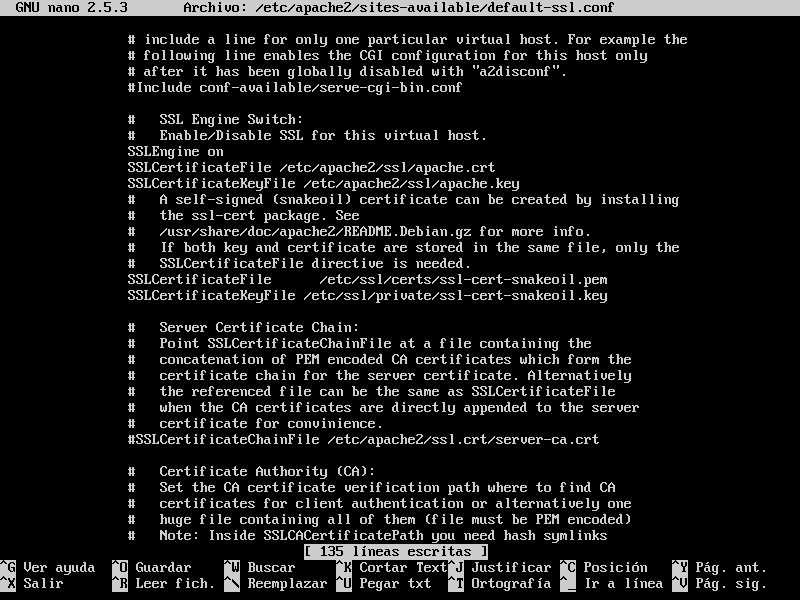 GNU nano 2.5.3 Archivo: /etc/apache2/sites-available/default-ssl.conf
# include a line for only one particular virtual host. For example the
# following line enables the CGI configuration for this host only
# after it has been globally disabled with "a2disconf".
#Include conf-available/serve-cgi-bin.conf
# SSL Engine Switch:
# Enable/Disable SSL for this virtual host.
SSLEngine on
SSLCertificateFile /etc/apache2/ssl/apache.crt
SSLCertificateKeyFile /etc/apache2/ssl/apache.key
# A self-signed (snakeoil) certificate can be created by installing
# the ssl-cert package. See
# /usr/share/doc/apache2/README.Debian.gz for more info.
# If both key and certificate are stored in the same file, only the
# SSLCertificateFile directive is needed.
SSLCertificateFile /etc/ssl/certs/ssl-cert-snakeoil.pem
SSLCertificateKeyFile /etc/ssl/private/ssl-cert-snakeoil.key
# Server Certificate Chain:
# Point SSLCertificateChainFile at a file containing the
# concatenation of PEM encoded CA certificates which form the
# certificate chain for the server certificate. Alternatively
# the referenced file can be the same as SSLCertificateFile
# when the CA certificates are directly appended to the server
# certificate for convinience.
#SSLCertificateChainFile /etc/apache2/ssl.crt/server-ca.crt
# Certificate Authority (CA):
# Set the CA certificate verification path where to find CA
# certificates for client authentication or alternatively one
# huge file containing all of them (file must be PEM encoded)
# Note: Inside SSLCACertificatePath you need hash symlinks
[ 135 líneas escritas ]
^G Ver ayuda ^O Guardar ^W Buscar ^K Cortar Text ^J Justificar ^C Posición ^Y Pág. ant.
^X Salir ^R Leer fich. ^\ Reemplazar ^U Pegar txt ^T Ortografía ^_ Ir a línea ^V Pág. sig.